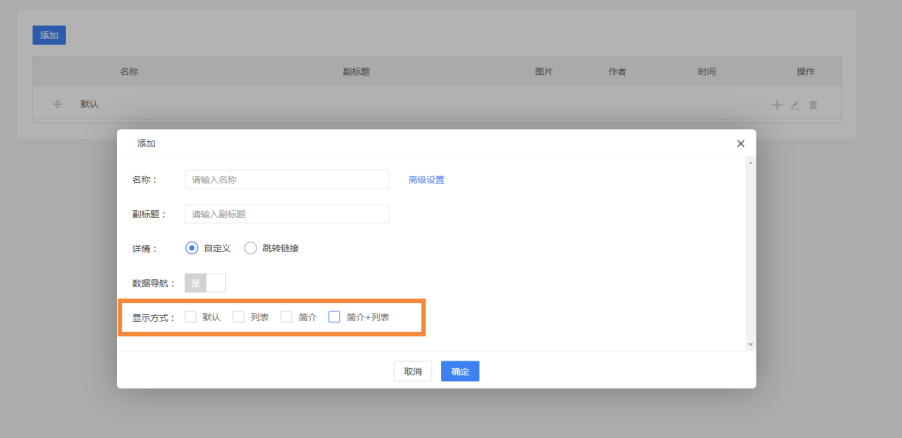 添加
名称 副标题 图片 作者 时间 操作
默认
添加
名称： 请输入名称 高级设置
副标题： 请输入副标题
详情： 自定义 跳转链接
数据导航： 是
显示方式： 默认 列表 简介 简介+列表
取消 确定